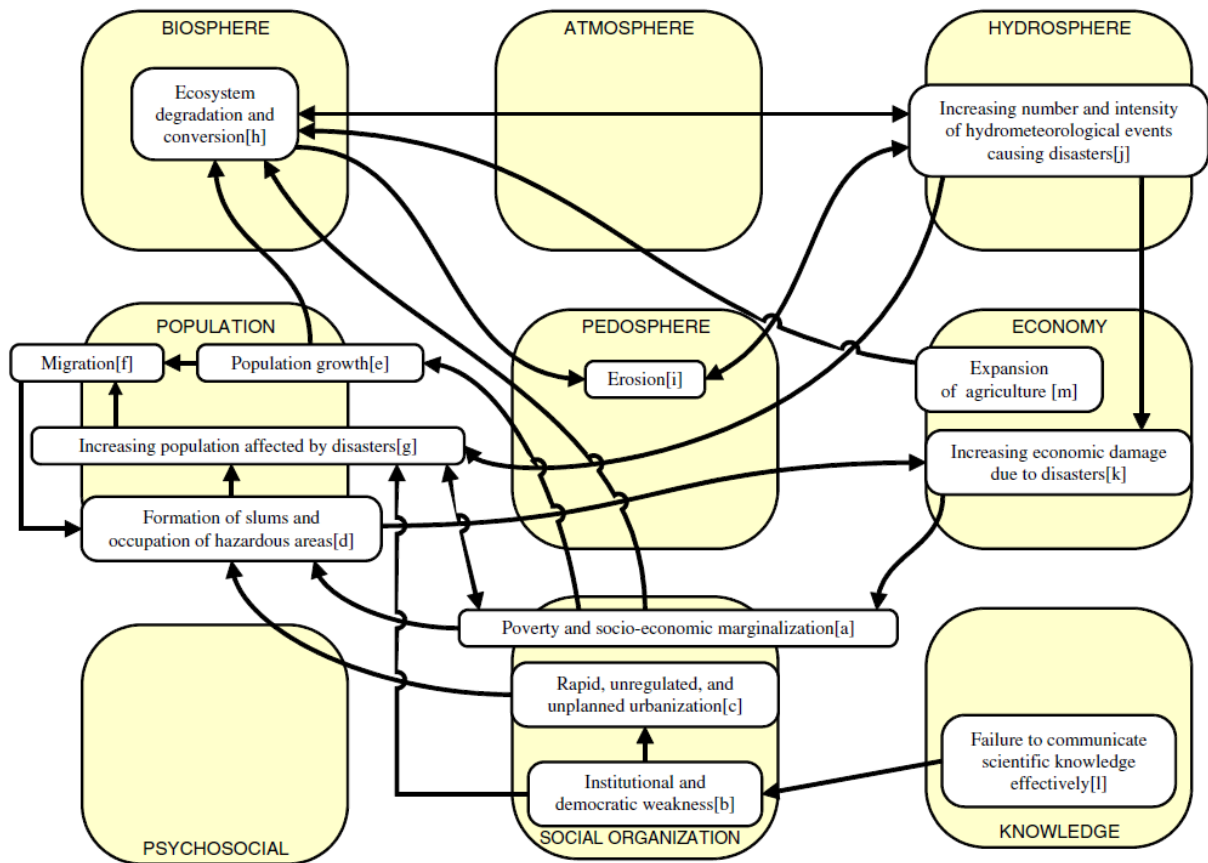 BIOSPHERE
ATMOSPHERE
HYDROSPHERE
Ecosystem
degradation and
conversion[h]
Increasing number and intensity
of hydrometeorological events
causing disasters[j]
POPULATION
PEDOSPHERE
ECONOMY
Migration[f]
Population growth[e]
Erosion[i]
Expansion
of agriculture [m]
Increasing population affected by disasters[g]
Increasing economic damage
due to disasters[k]
Formation of slums and
occupation of hazardous areas[d]
Poverty and socio-economic marginalization[a]
Rapid, unregulated, and
unplanned urbanization[c]
Failure to communicate
scientific knowledge
effectively[l]
Institutional and
democratic weakness[b]
PSYCHOSOCIAL
SOCIAL ORGANIZATION
KNOWLEDGE